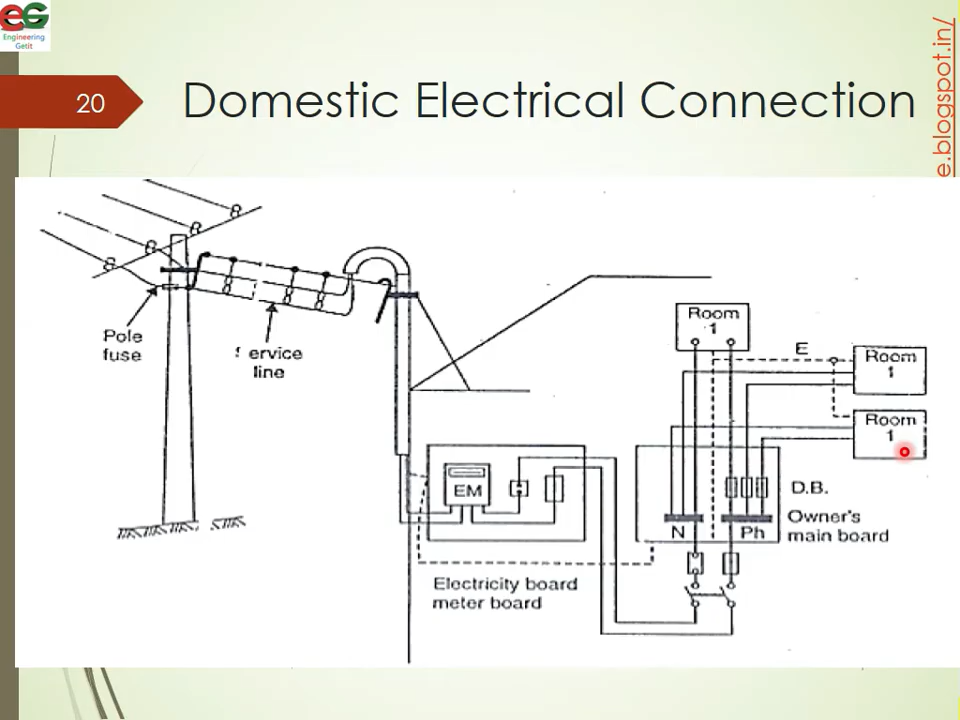 EG
Engineering
Getit
20
Domestic Electrical Connection
e.blogspot.in/
Pole
fuse
ervice
line
Room
1
E
Room
1
Room
1
EM
D.B.
Owner's
main board
N
Ph
Electricity board
meter board